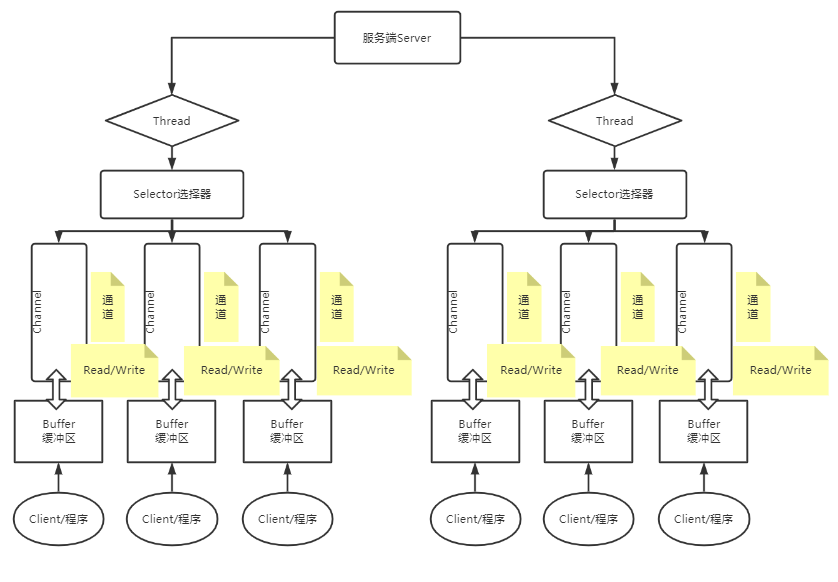 服务端Server
Thread
Thread
Selector选择器
Selector选择器
Channel
通
道
Channel
通
道
Channel
通
道
Channel
通
道
Channel
通
道
Channel
通
道
Read/Write
Read/Write
Read/Write
Read/Write
Read/Write
Read/Write
Buffer
缓冲区
Buffer
缓冲区
Buffer
缓冲区
Buffer
缓冲区
Buffer
缓冲区
Buffer
缓冲区
Client/程序
Client/程序
Client/程序
Client/程序
Client/程序
Client/程序